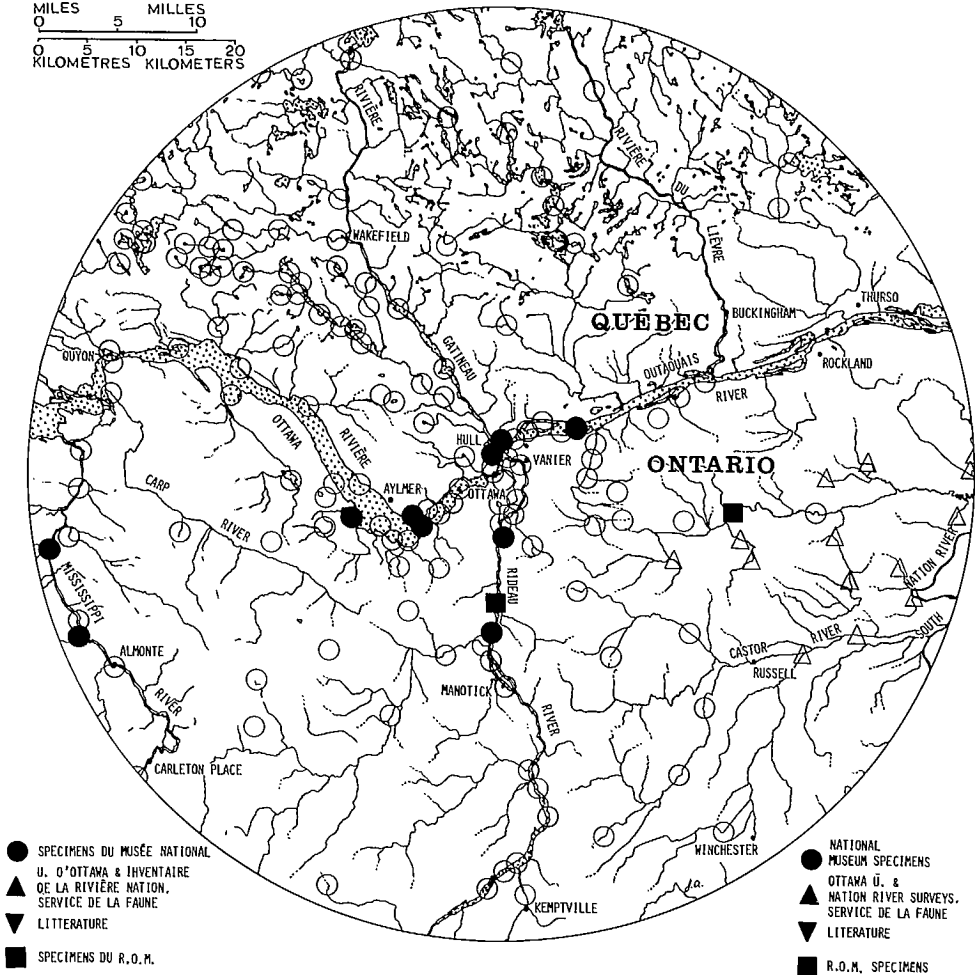 MILES MILLES
0 5 10
0 5 10 15 20
KILOMÈTRES KILOMETERS
RIVIÈRE
RIVIÈRE
DU
LIÈVRE
WAKEFIELD
THURSO
BUCKINGHAM
QUÉBEC
GATINEAU
QUYON
OUTAOUAIS
ROCKLAND
RIVER
OTTAWA
RIVIÈRE
HULL
VANIER
ONTARIO
CARP
AYLMER
OTTAWA
RIVER
NATION RIVER
MISSISSIPPI
RIDEAU
CASTOR
RIVER
SOUTH
ALMONTE
RUSSELL
MANOTICK
RIVER
RIVER
CARLETON PLACE
WINCHESTER
j.a.
KEMPTVILLE
SPECIMENS DU MUSÉE NATIONAL
U. O'OTTAWA & INVENTAIRE
OE LA RIVIÈRE NATION,
SERVICE DE LA FAUNE
LITTERATURE
SPECIMENS DU R.O.M.
NATIONAL
MUSEUM SPECIMENS
OTTAWA U. &
NATION RIVER SURVEYS,
SERVICE DE LA FAUNE
LITERATURE
R.O.M. SPECIMENS